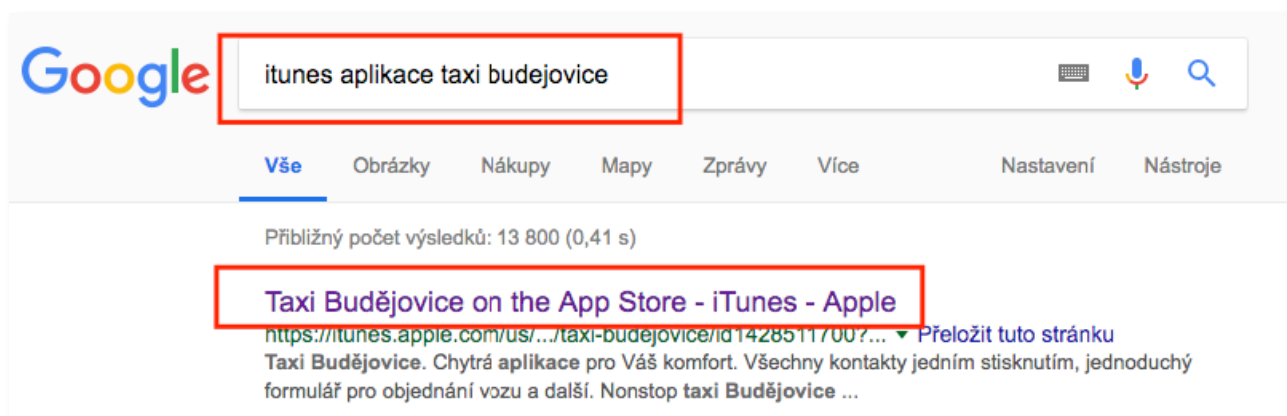 Google
itunes aplikace taxi budejovice
Vše Obrázky Nákupy Mapy Zprávy Více Nastavení Nástroje
Přibližný počet výsledků: 13 800 (0,41 s)
Taxi Budějovice on the App Store - iTunes - Apple
https://itunes.apple.com/us/.../taxi-budejovice/id1428511700?... ▼ Přeložit tuto stránku
Taxi Budějovice. Chytrá aplikace pro Váš komfort. Všechny kontakty jedním stisknutím, jednoduchý
formulář pro objednání vozu a další. Nonstop taxi Budějovice ...